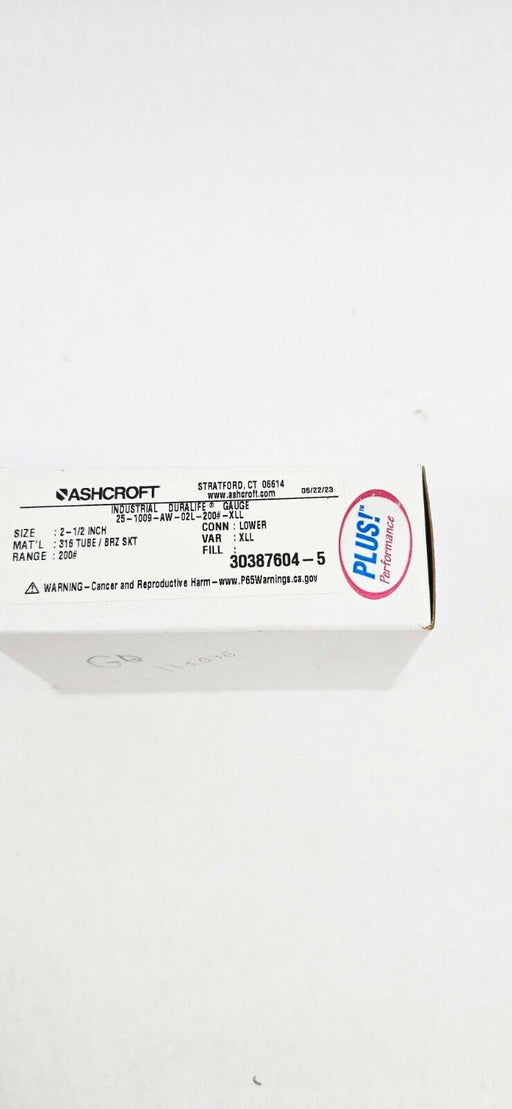 ASHCROFT
STRATFORD, CT 06614
www.ashcroft.com
05/22/23
INDUSTRIAL DURALIFE® GAUGE
25-1009-AW-02L-200#-XLL
SIZE : 2-1/2 INCH
CONN : LOWER
MAT'L : 316 TUBE / BRZ SKT
VAR : XLL
RANGE : 200#
FILL :
30387604-5
⚠ WARNING-Cancer and Reproductive Harm-www.P65Warnings.ca.gov
PLUS!™
Performance